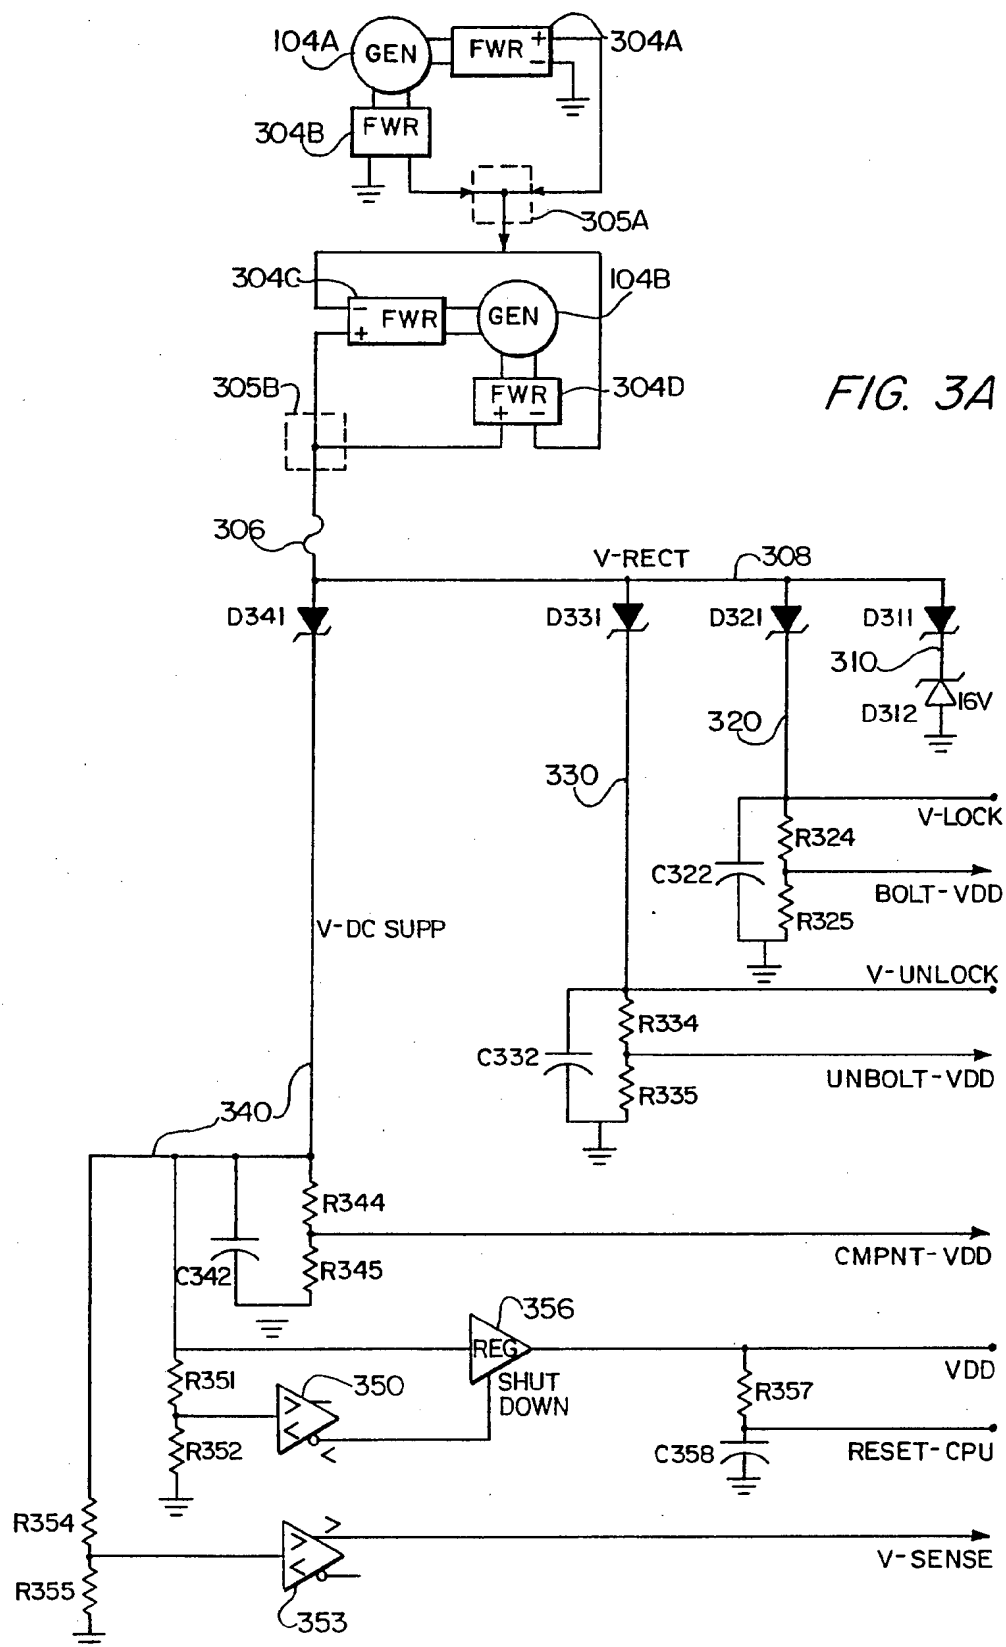 104A
GEN
FWR
+
-
304A
304B
FWR
305A
304C
104B
-
+
FWR
GEN
305B
FWR
+ -
304D
FIG. 3A
306
V-RECT
308
D341
D331
D321
D311
310
D312
16V
320
330
V-LOCK
R324
C322
BOLT-VDD
R325
V-DC SUPP
V-UNLOCK
R334
C332
UNBOLT-VDD
R335
340
R344
CMPNT-VDD
C342
R345
356
REG
VDD
R351
350
SHUT
DOWN
R357
>
<
R352
<
C358
RESET-CPU
R354
>
>
<
V-SENSE
R355
353